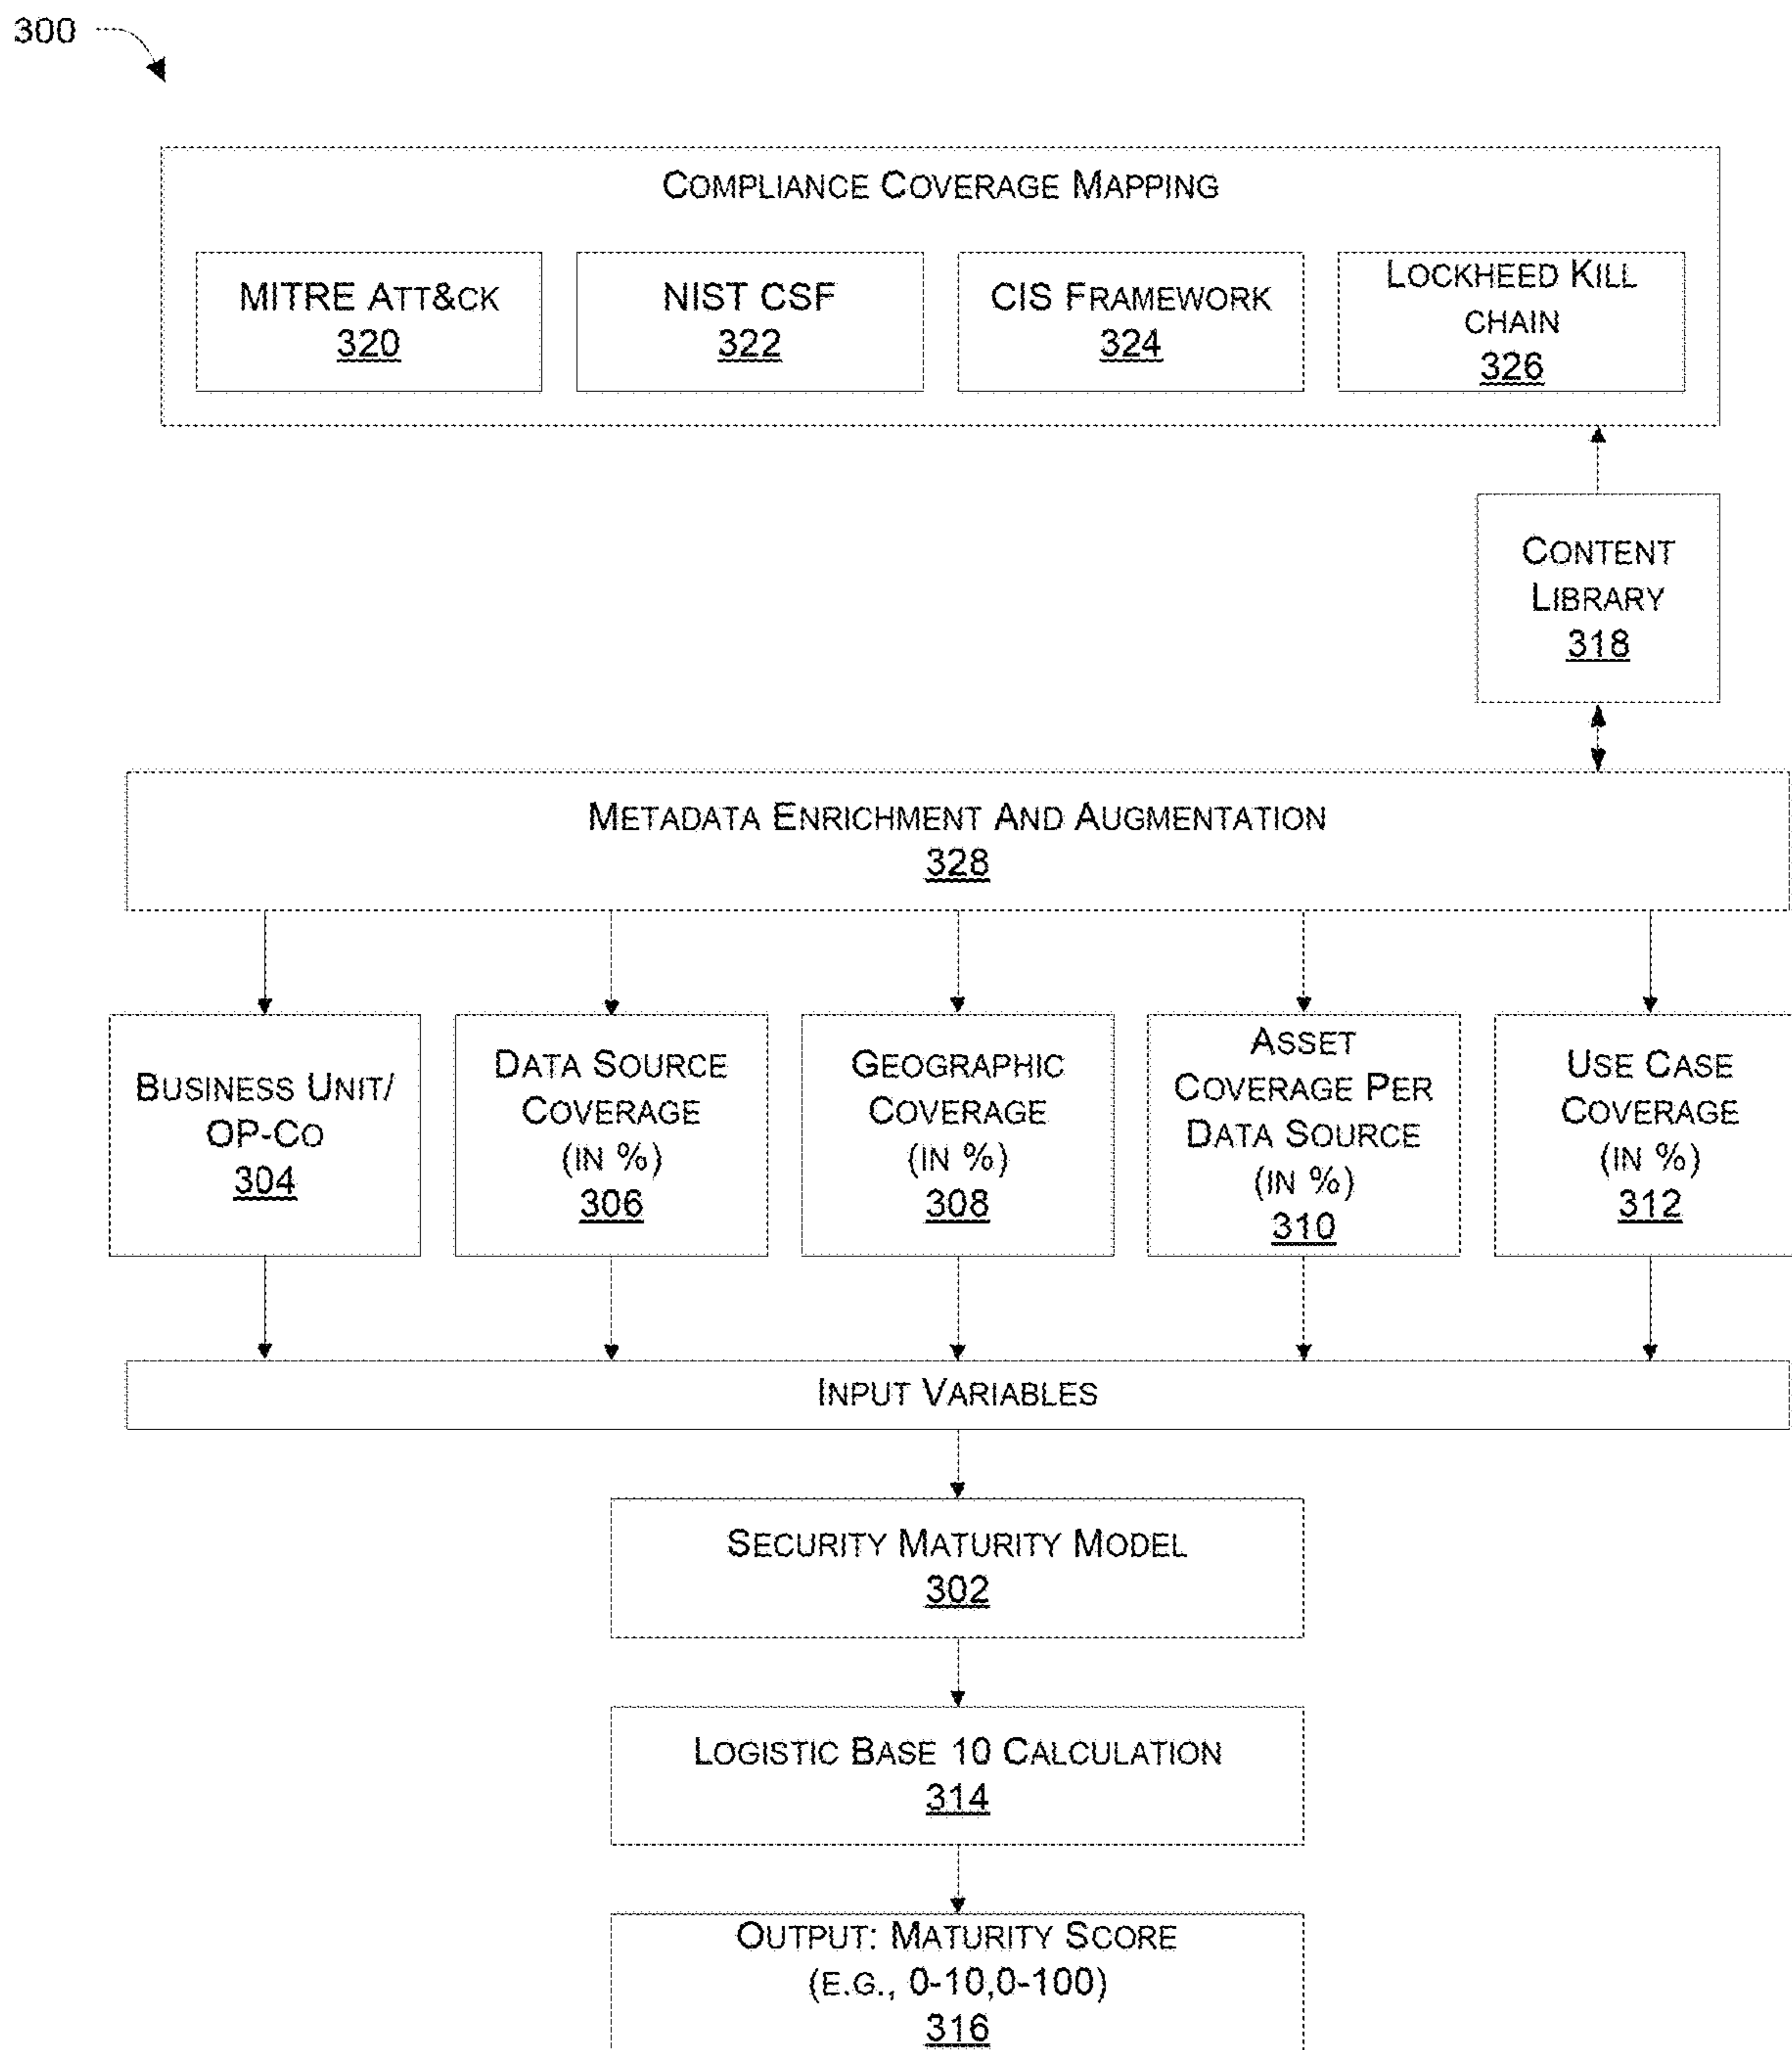 300
COMPLIANCE COVERAGE MAPPING
MITRE ATT&CK
320
NIST CSF
322
CIS FRAMEWORK
324
LOCKHEED KILL
CHAIN
326
CONTENT
LIBRARY
318
METADATA ENRICHMENT AND AUGMENTATION
328
BUSINESS UNIT/
OP-CO
304
DATA SOURCE
COVERAGE
(IN %)
306
GEOGRAPHIC
COVERAGE
(IN %)
308
ASSET
COVERAGE PER
DATA SOURCE
(IN %)
310
USE CASE
COVERAGE
(IN %)
312
INPUT VARIABLES
SECURITY MATURITY MODEL
302
LOGISTIC BASE 10 CALCULATION
314
OUTPUT: MATURITY SCORE
(E.G., 0-10,0-100)
316